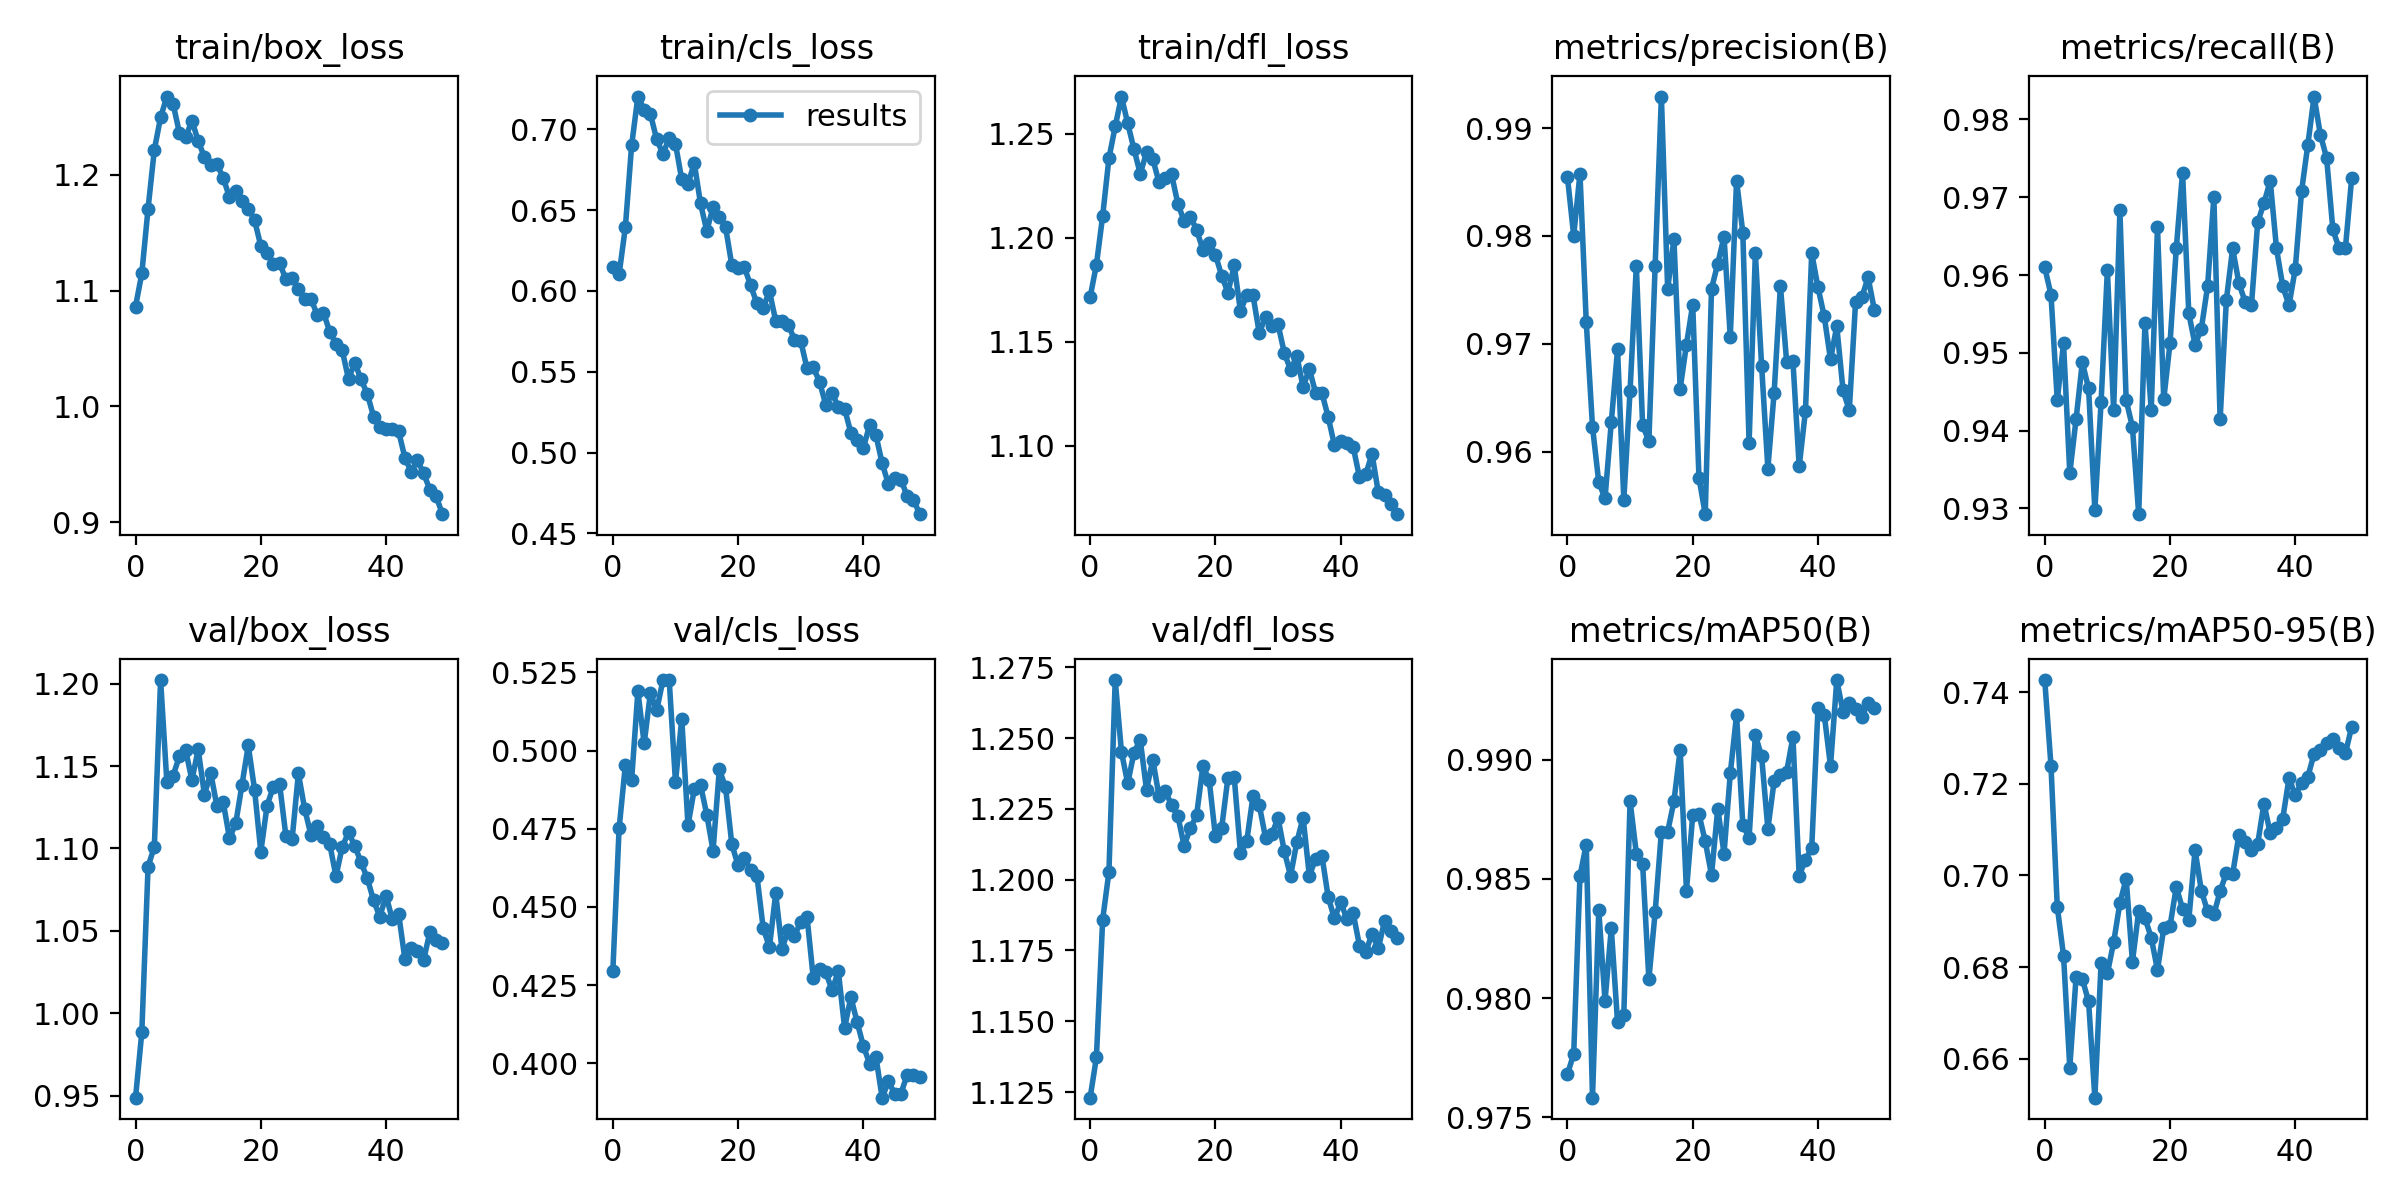 train/box_loss
train/cls_loss
train/dfl_loss
metrics/precision(B)
metrics/recall(B)
1.2
1.1
1.0
0.9
0 20 40
results
0.70
0.65
0.60
0.55
0.50
0.45
0 20 40
1.25
1.20
1.15
1.10
0 20 40
0.99
0.98
0.97
0.96
0 20 40
0.98
0.97
0.96
0.95
0.94
0.93
0 20 40
val/box_loss
val/cls_loss
val/dfl_loss
metrics/mAP50(B)
metrics/mAP50-95(B)
1.20
1.15
1.10
1.05
1.00
0.95
0 20 40
0.525
0.500
0.475
0.450
0.425
0.400
0 20 40
1.275
1.250
1.225
1.200
1.175
1.150
1.125
0 20 40
0.990
0.985
0.980
0.975
0 20 40
0.74
0.72
0.70
0.68
0.66
0 20 40